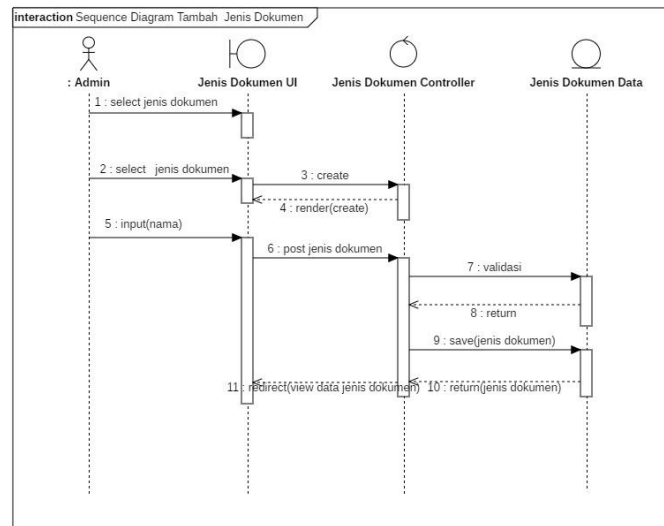 interaction Sequence Diagram Tambah Jenis Dokumen
: Admin
Jenis Dokumen UI
Jenis Dokumen Controller
Jenis Dokumen Data
1 : select jenis dokumen
2 : select jenis dokumen
3 : create
4 : render(create)
5 : input(nama)
6 : post jenis dokumen
7 : validasi
8 : return
9 : save(jenis dokumen)
10 : return(jenis dokumen)
11 : redirect(view data jenis dokumen)